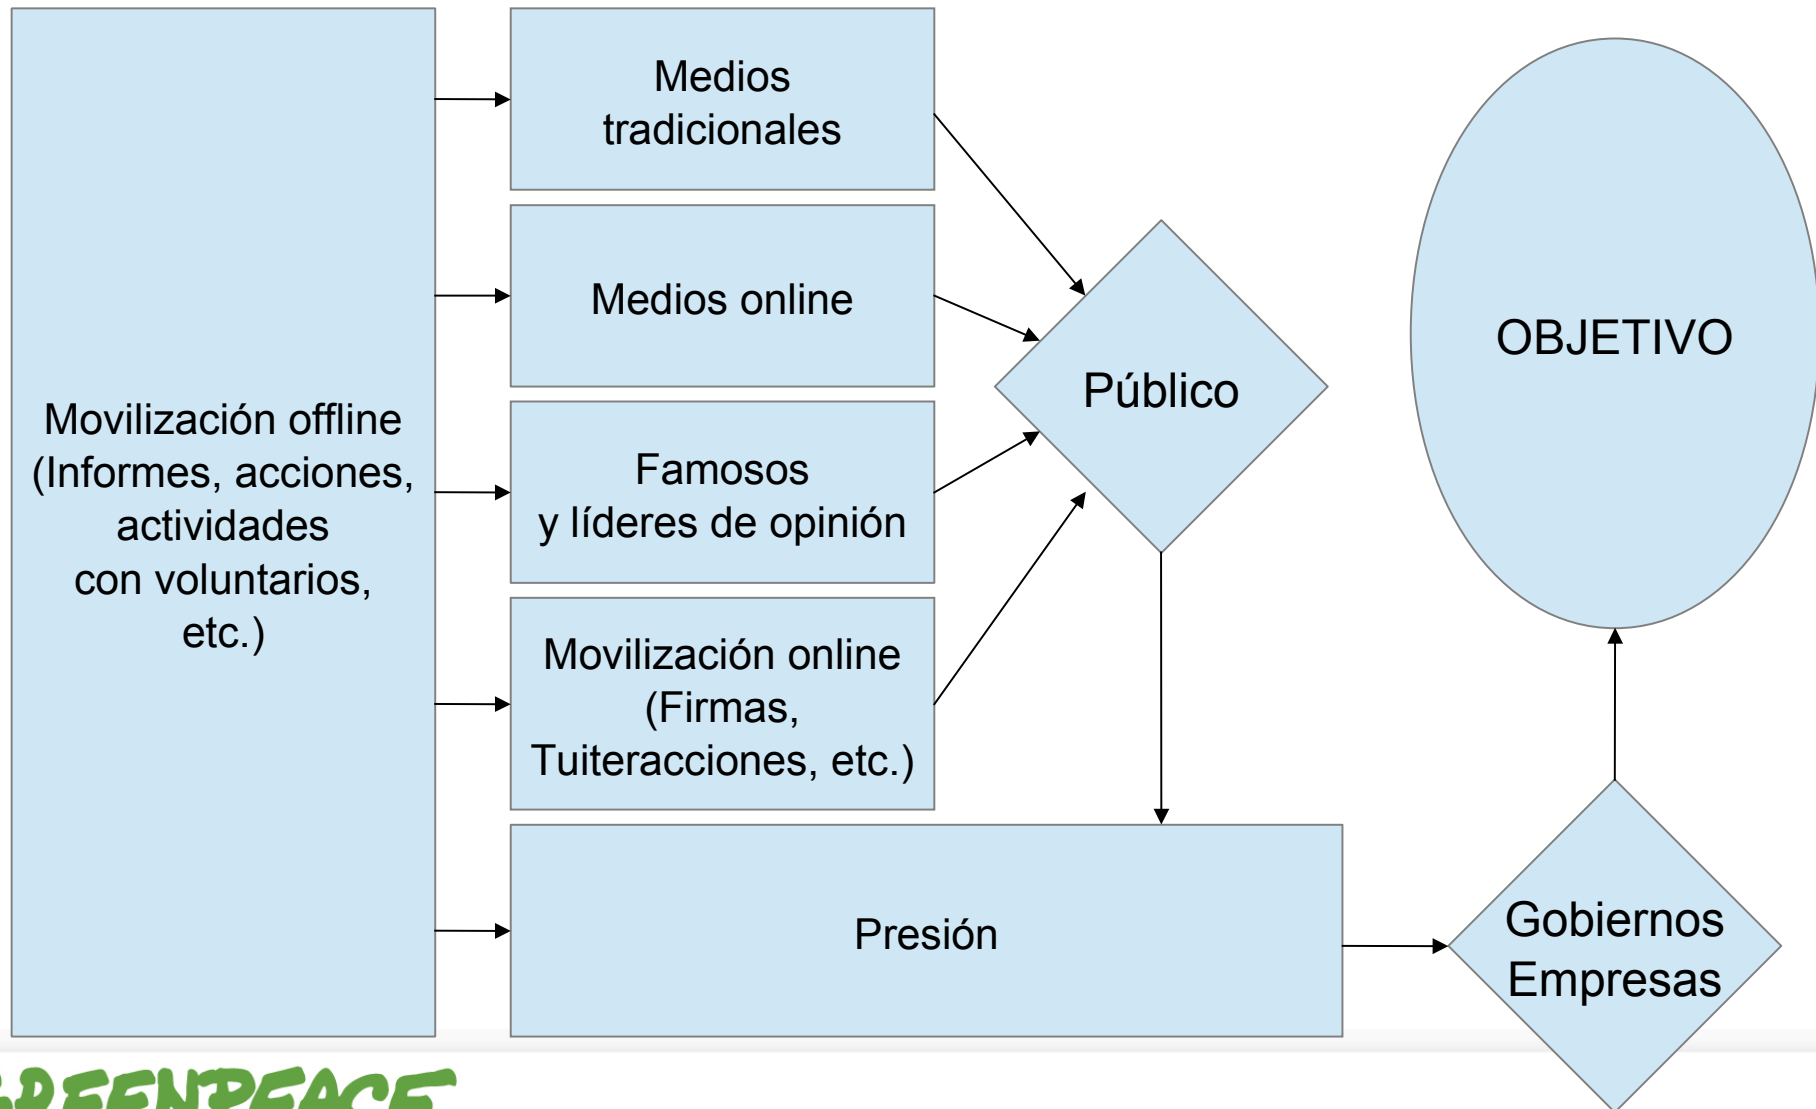 Movilización offline
(Informes, acciones,
actividades
con voluntarios,
etc.)
Medios
tradicionales
Medios online
Famosos
y líderes de opinión
Movilización online
(Firmas,
Tuiteracciones, etc.)
Presión
Público
Gobiernos
Empresas
OBJETIVO
GREENPEACE